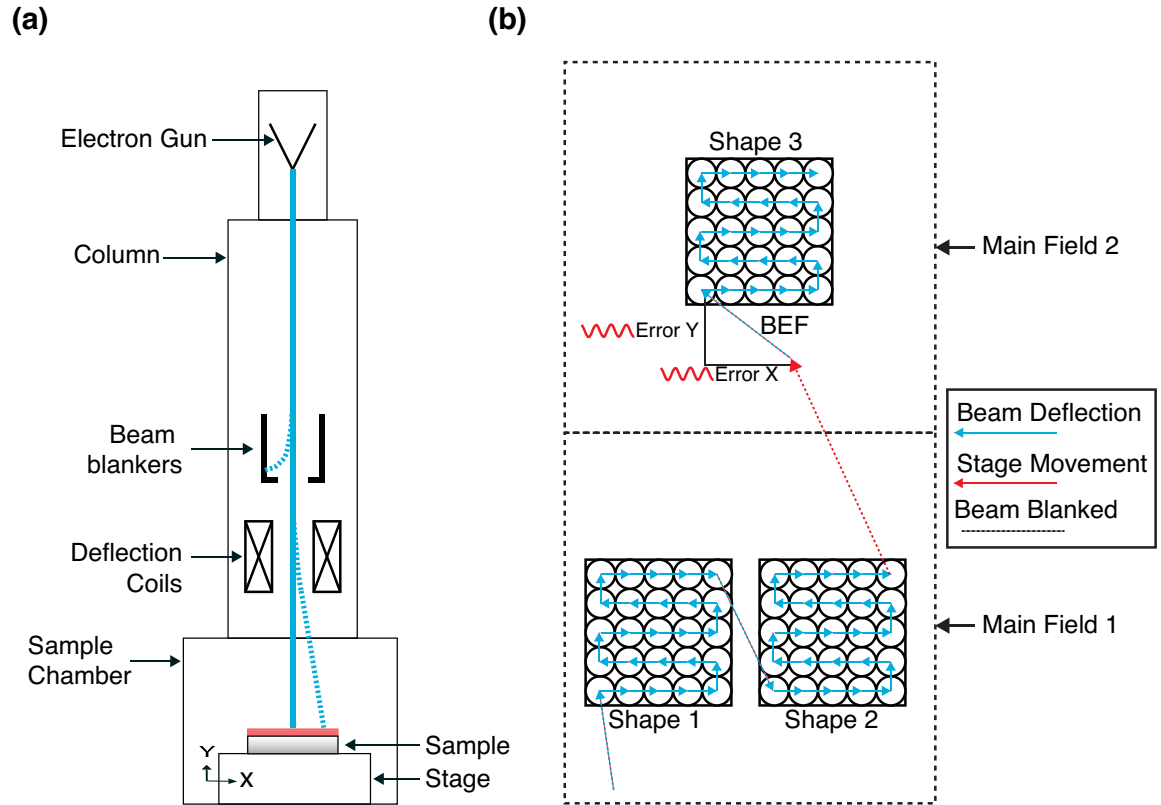 (a)
Electron Gun
Column
Beam
blankers
Deflection
Coils
Sample
Chamber
Sample
Stage
Y
X
(b)
Shape 3
Main Field 2
BEF
Error Y
Error X
Beam Deflection
Stage Movement
Beam Blanked
Main Field 1
Shape 1
Shape 2